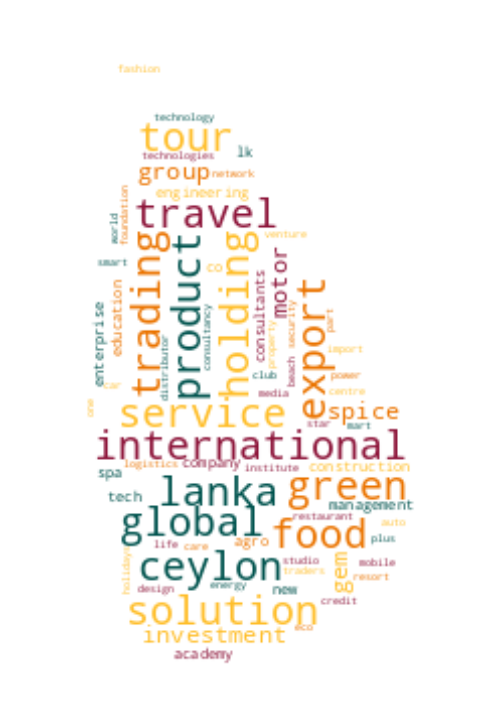 fashion
technology
tour
technologies
lk
group
network
engineering
foundation
travel
world
trading
product
holding
venture
co
motor
smart
consultants
education
export
enterprise
consultancy
security
property
part
distributor
beach
import
club
power
car
media
centre
one
service
spice
star
mart
international
logistics
company
institute
construction
spa
lanka
green
tech
management
global
restaurant
food
auto
life
care
agro
plus
holidays
ceylon
studio
gem
mobile
traders
resort
design
energy
new
solution
credit
investment
eco
academy